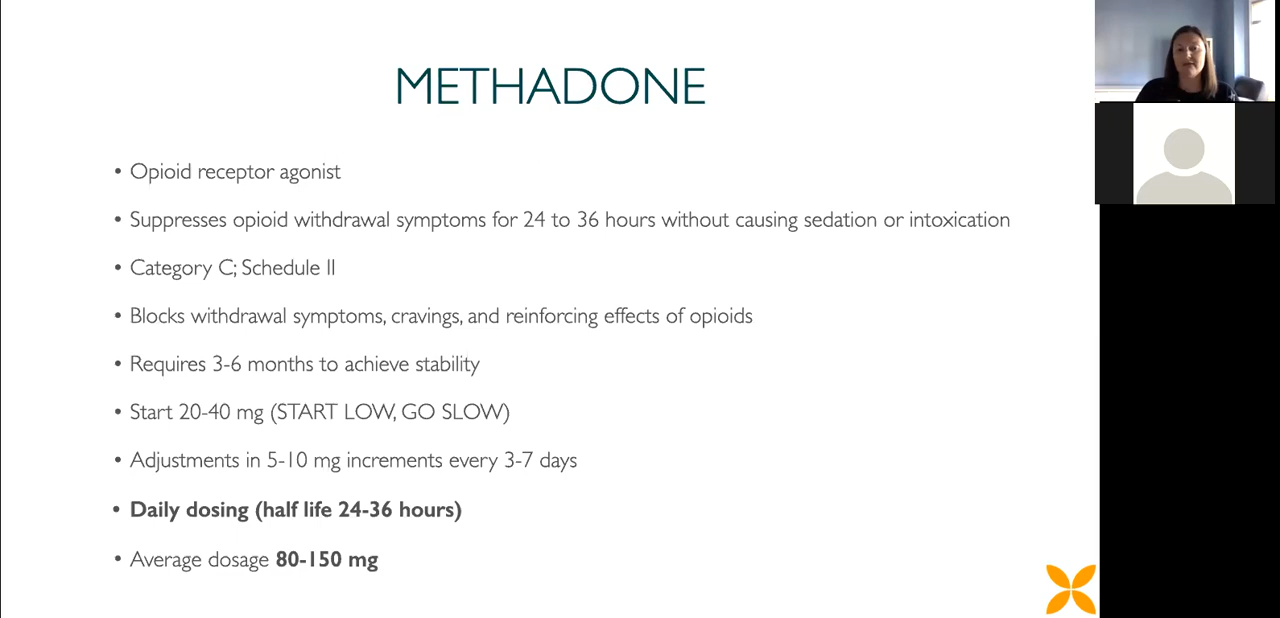 METHADONE
• Opioid receptor agonist
• Suppresses opioid withdrawal symptoms for 24 to 36 hours without causing sedation or intoxication
• Category C; Schedule II
• Blocks withdrawal symptoms, cravings, and reinforcing effects of opioids
• Requires 3-6 months to achieve stability
• Start 20-40 mg (START LOW, GO SLOW)
• Adjustments in 5-10 mg increments every 3-7 days
• Daily dosing (half life 24-36 hours)
• Average dosage 80-150 mg